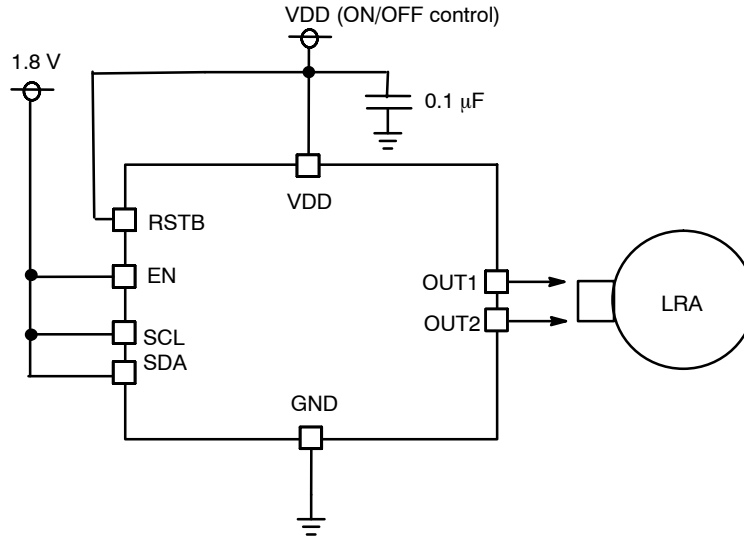 VDD (ON/OFF control)
1.8 V
0.1 μF
VDD
RSTB
EN
OUT1
LRA
OUT2
SCL
SDA
GND